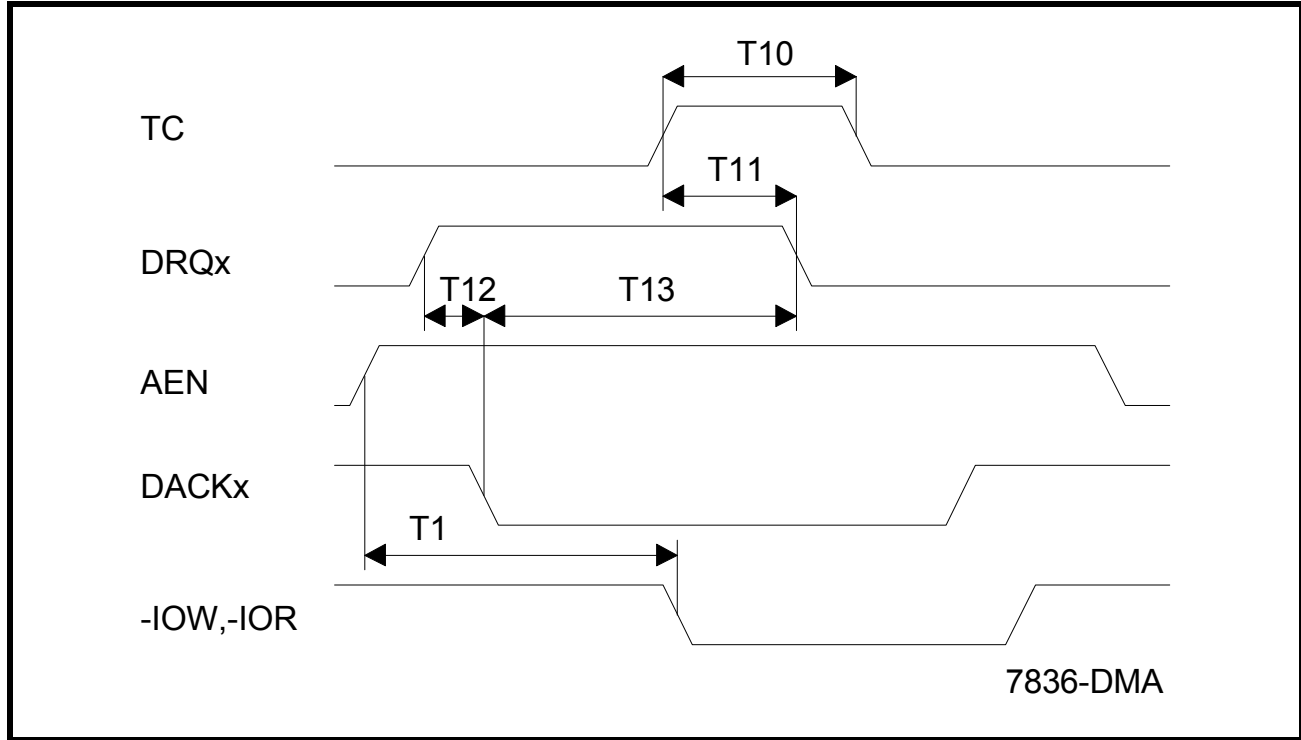 T10
TC
T11
DRQx
T12 T13
AEN
DACKx
T1
-IOW,-IOR
7836-DMA